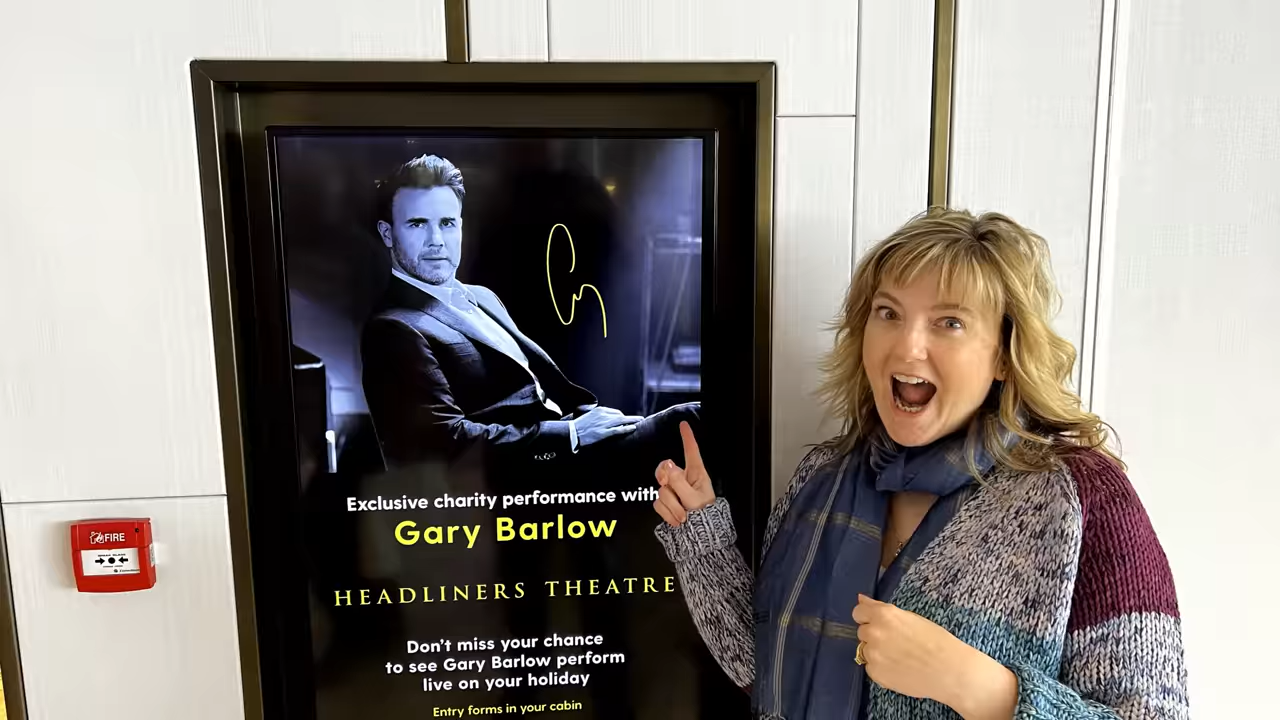 Exclusive charity performance with
Gary Barlow
HEADLINERS THEATRE
Don't miss your chance
to see Gary Barlow perform
live on your holiday
Entry forms in your cabin
FIRE